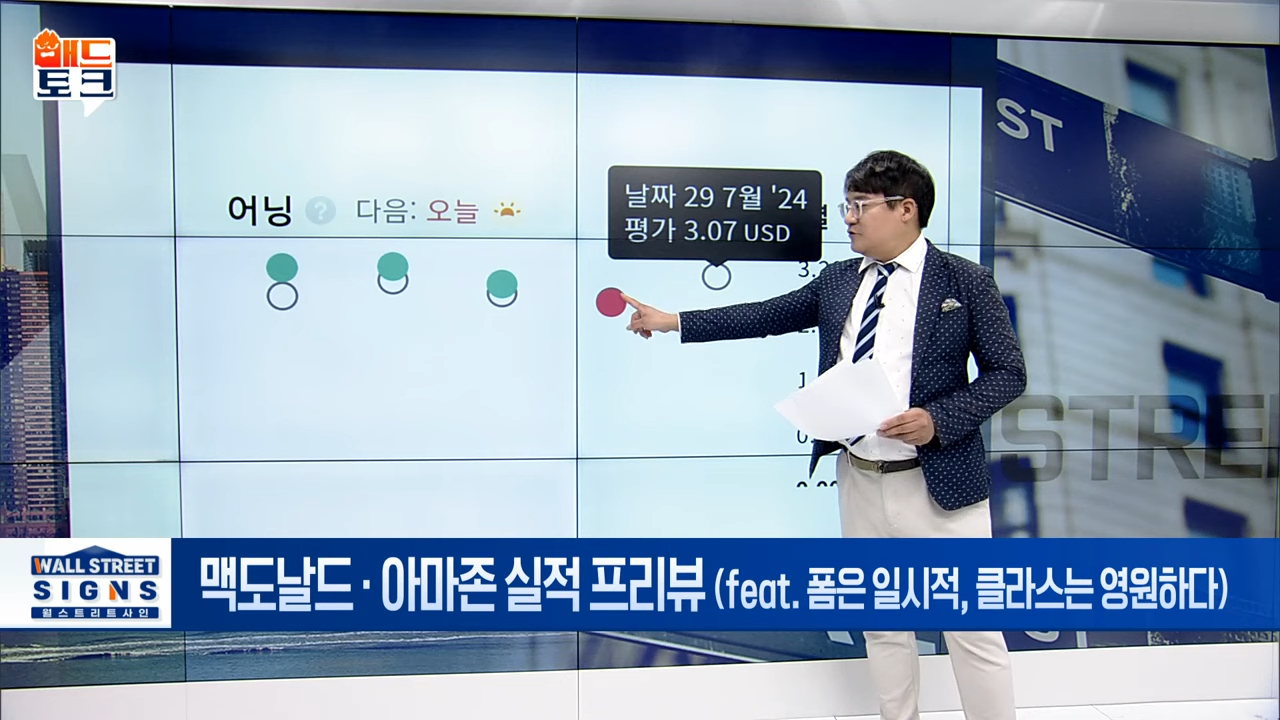 매드
토크
ST
날짜 29 7월 '24
평가 3.07 USD
어닝 ? 다음: 오늘
WALL STREET
SIGNS
월스트리트사인
맥도날드·아마존 실적 프리뷰 (feat. 폼은 일시적, 클라스는 영원하다)